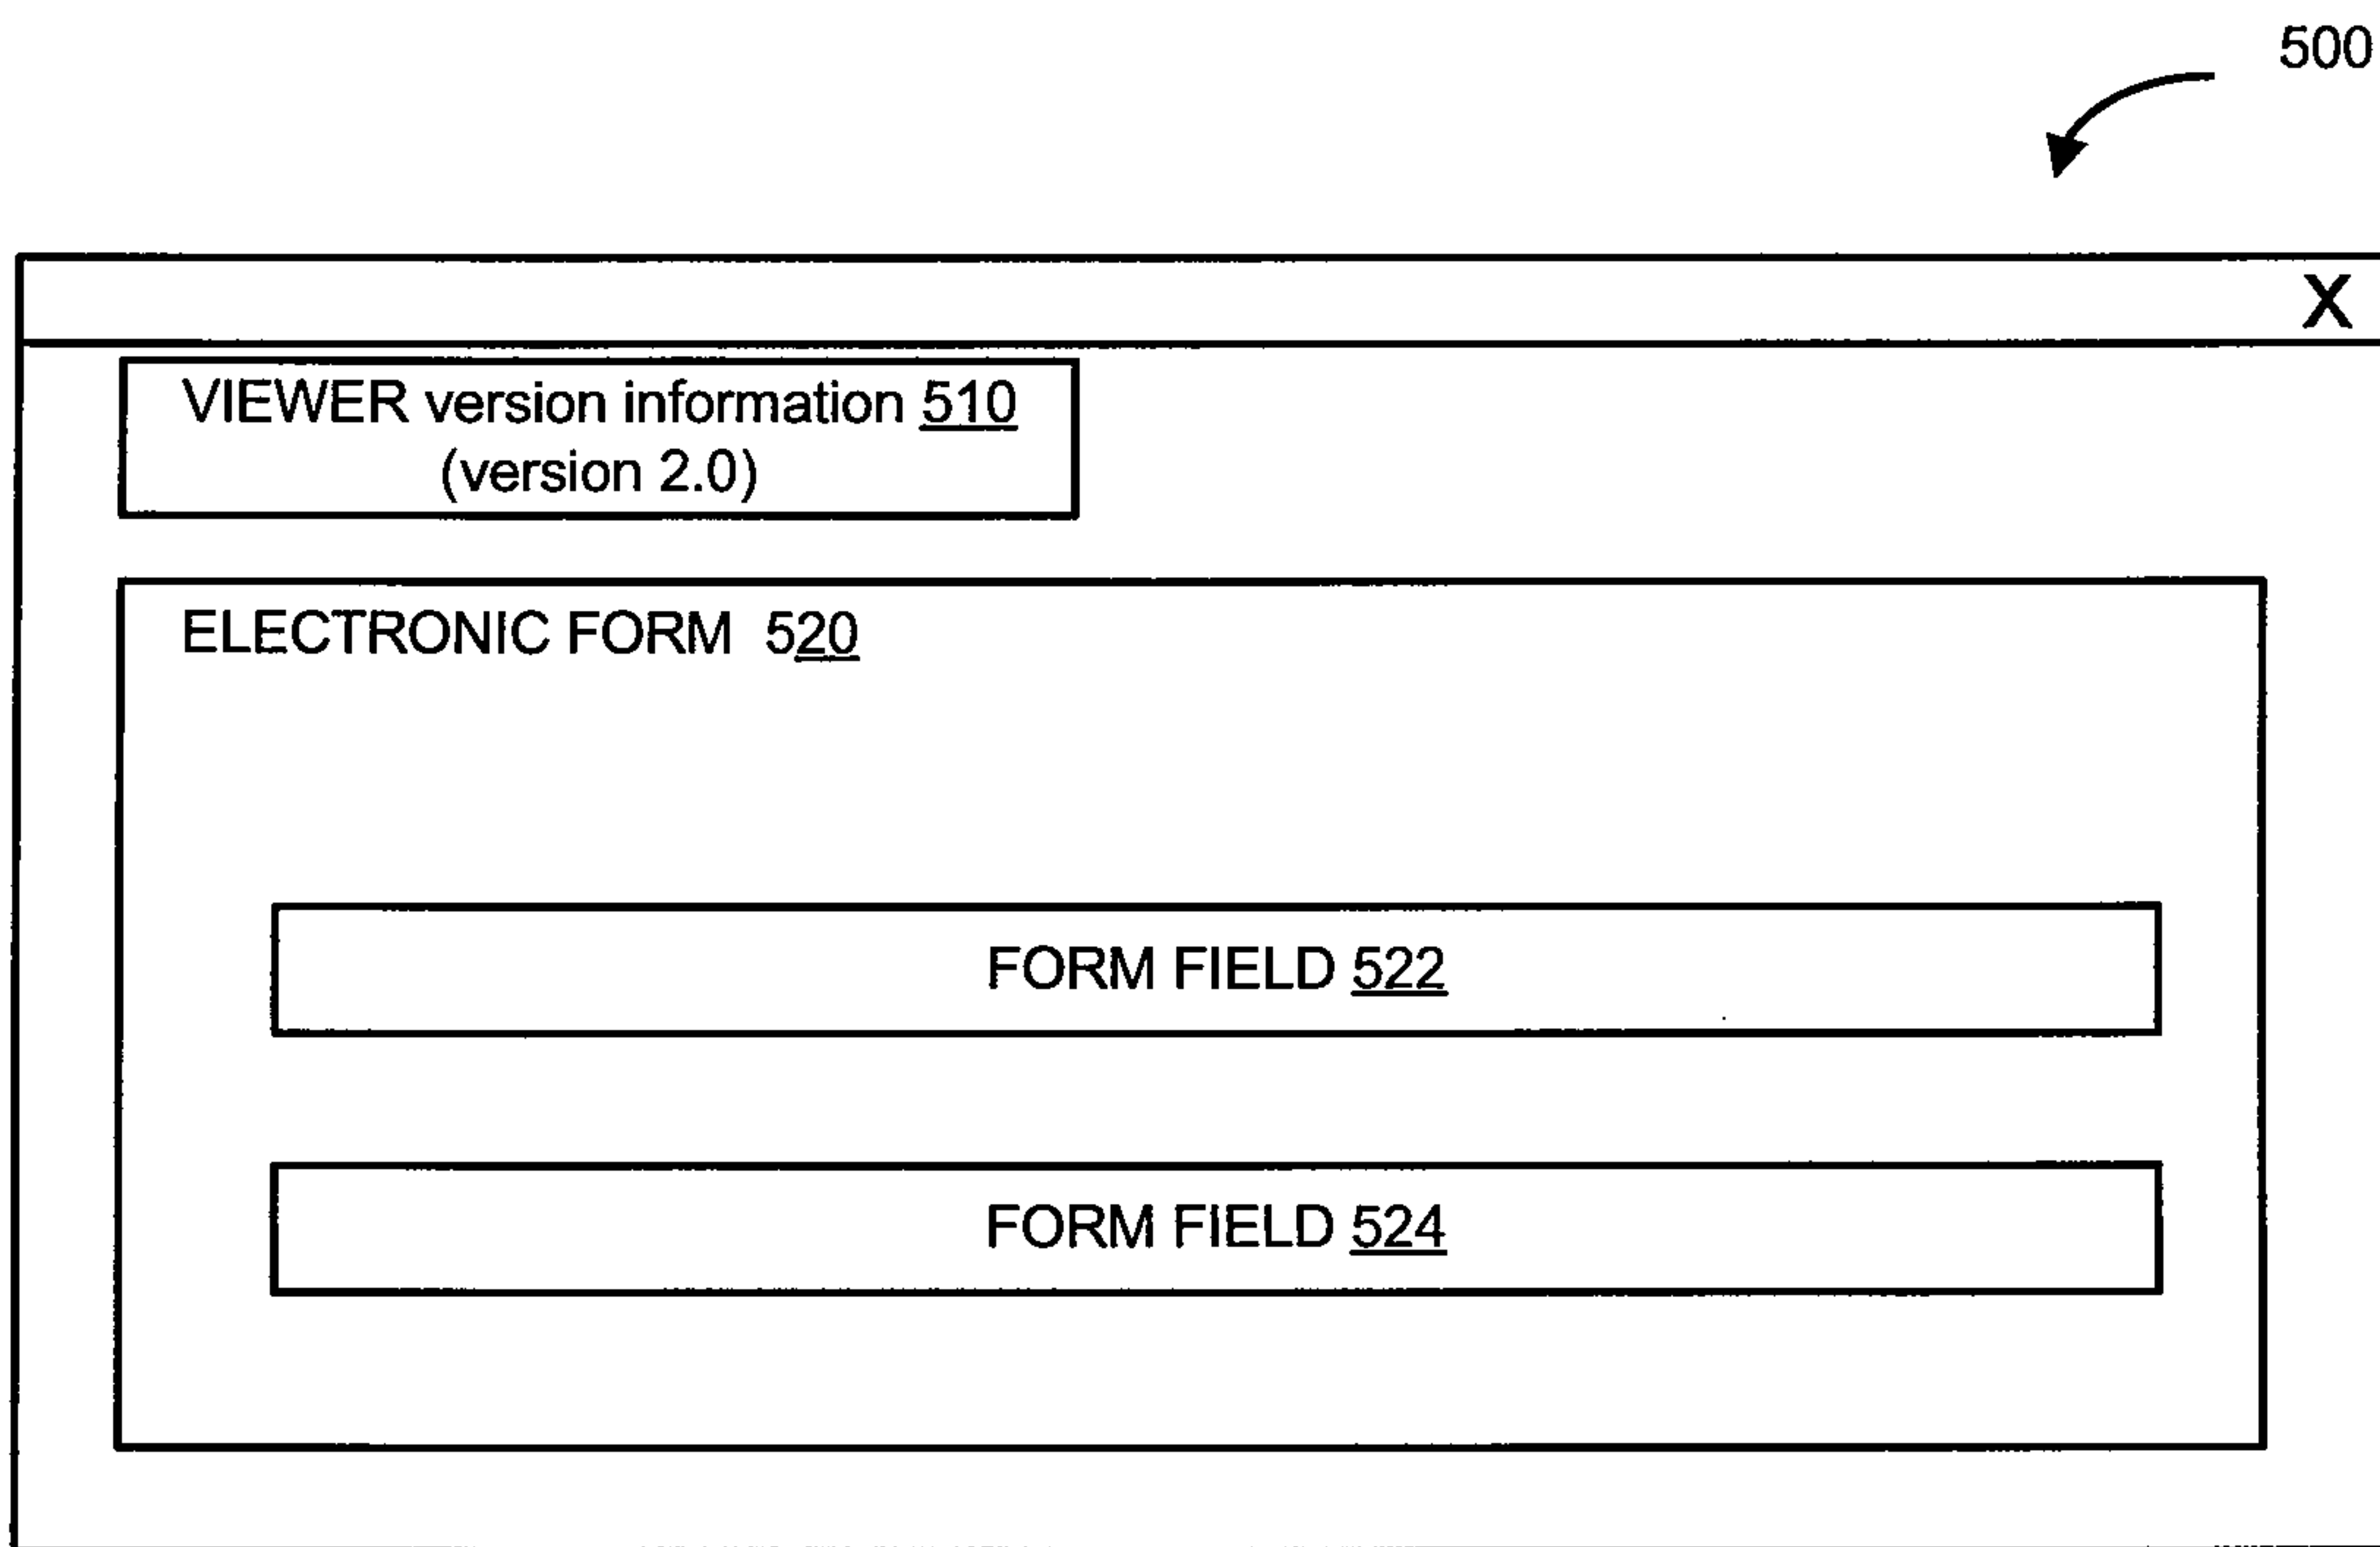 500
X
VIEWER version information 510
(version 2.0)
ELECTRONIC FORM 520
FORM FIELD 522
FORM FIELD 524